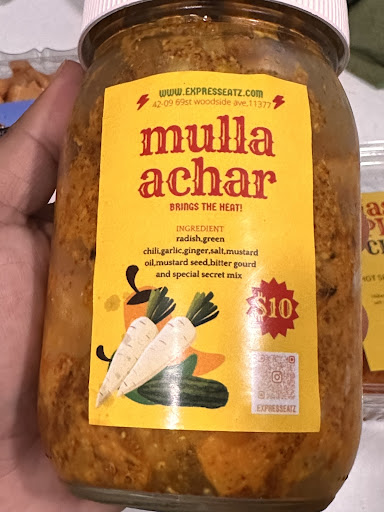 WWW.EXPRESSEATZ.COM
42-09 69st woodside ave,11377
mulla
achar
BRINGS THE HEAT!
INGREDIENT
radish,green
chili,garlic,ginger,salt,mustard
oil,mustard seed,bitter gourd
and special secret mix
$10
EXPRESSEATZ